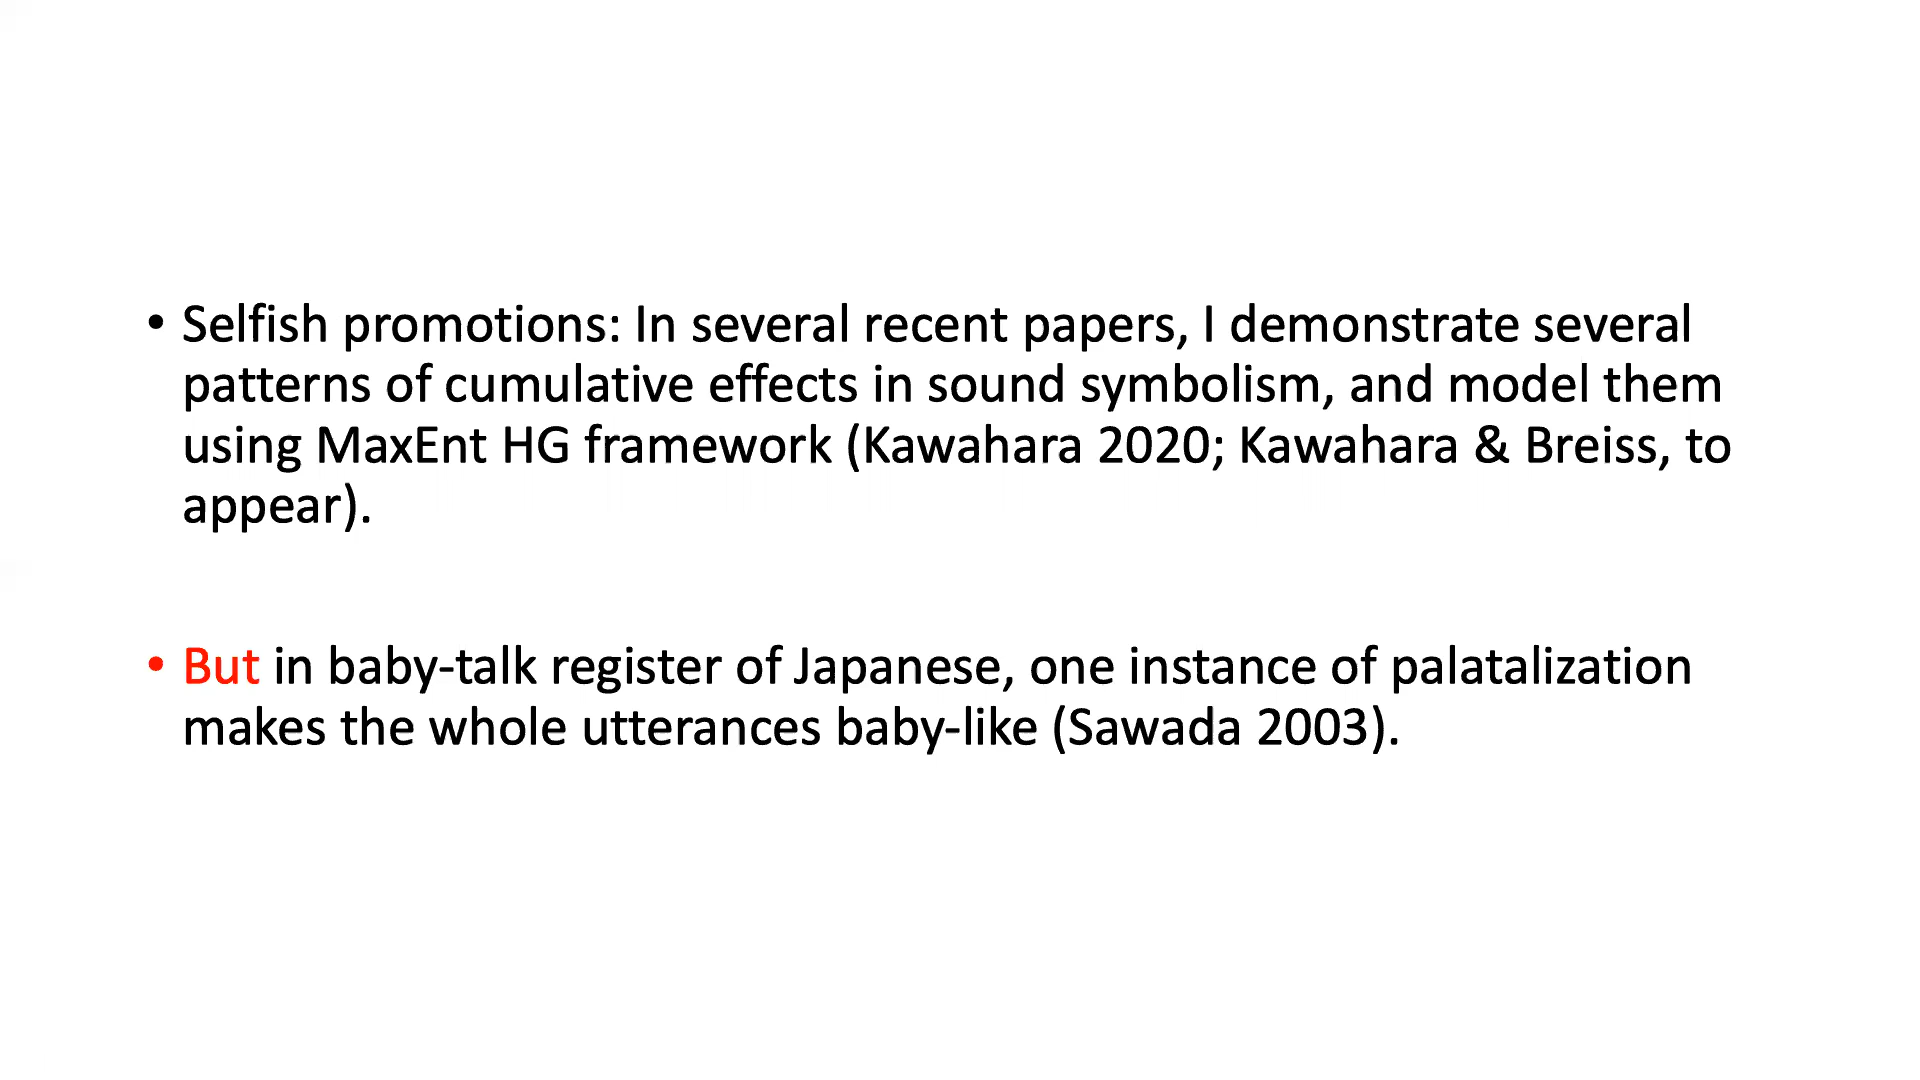 • Selfish promotions: In several recent papers, I demonstrate several
patterns of cumulative effects in sound symbolism, and model them
using MaxEnt HG framework (Kawahara 2020; Kawahara & Breiss, to
appear).
• But in baby-talk register of Japanese, one instance of palatalization
makes the whole utterances baby-like (Sawada 2003).